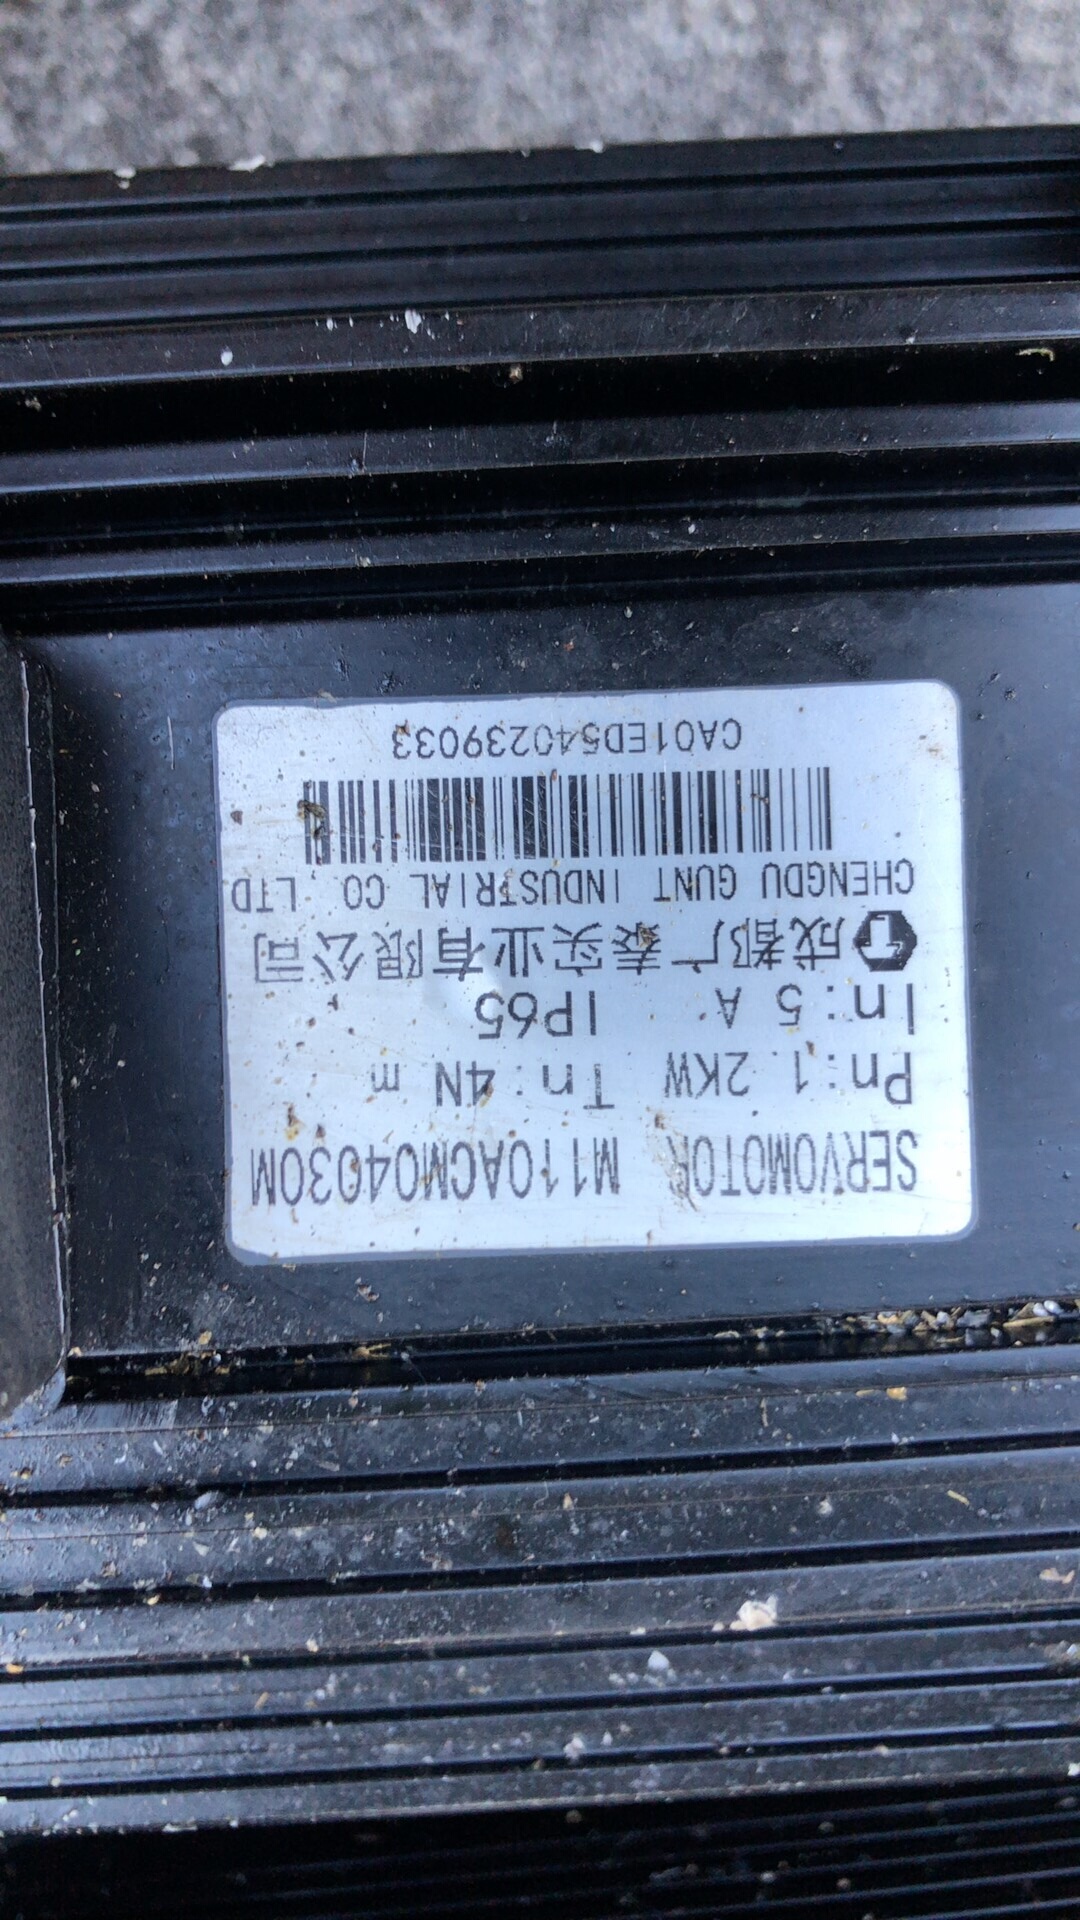 SERVOMOTOR M110ACM04030M
Pn:1.2KW Tn:4N m
In:5 A IP65
成都广泰实业有限公司
CHENGDU GUNT INDUSTRIAL CO. LTD
CA01ED540239033